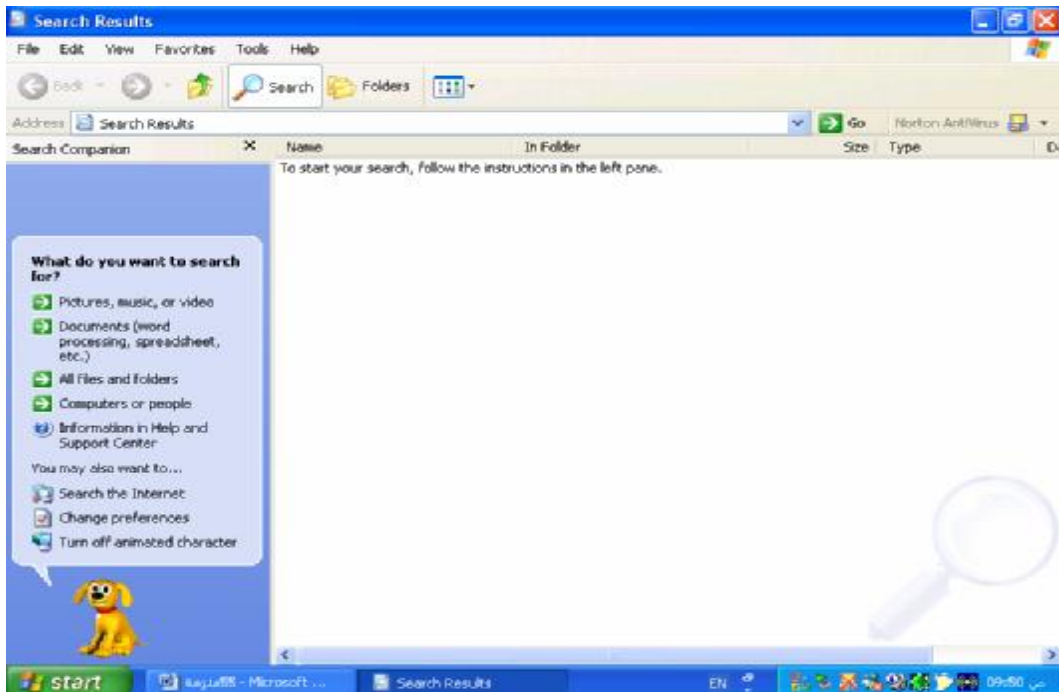 Search Results
File Edit View Favorites Tools Help
Back Search Folders
Address Search Results Go Norton AntiVirus
Search Companion Name In Folder Size Type
To start your search, follow the instructions in the left pane.
What do you want to search
for?
Pictures, music, or video
Documents (word
processing, spreadsheet,
etc.)
All files and folders
Computers or people
Information in Help and
Support Center
You may also want to...
Search the Internet
Change preferences
Turn off animated character
start - Microsoft ... Search Results EN 09:50 ص